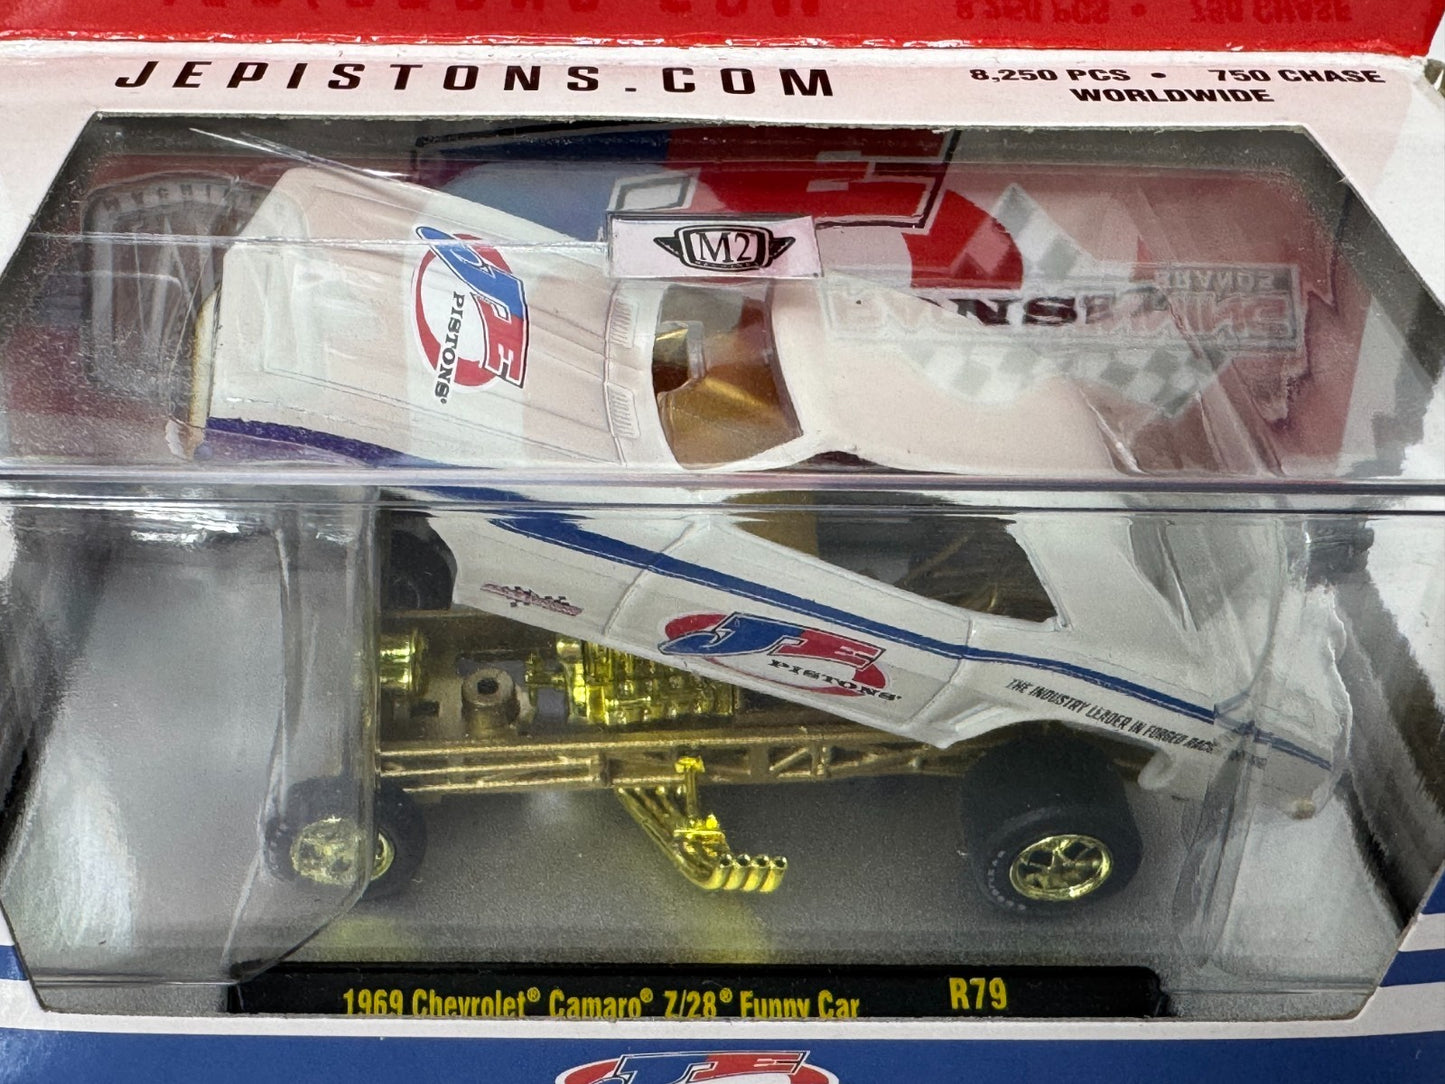 JEPISTONS.COM
8,250 PCS • 750 CHASE
WORLDWIDE
M2
JE
PISTONS®
JE
PISTONS®
THE INDUSTRY LEADER IN FORGED
1969 Chevrolet® Camaro® Z/28® Funny Car
R79
JE